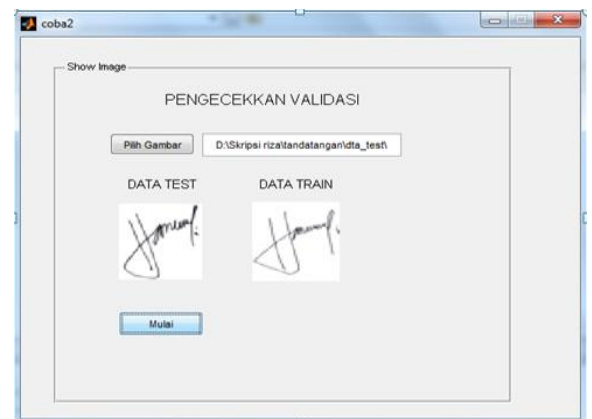 coba2
Show Image
PENGECEKKAN VALIDASI
Pilih Gambar
D:\Skripsi riza\tandatangan\dta_test\
DATA TEST
DATA TRAIN
Mulai